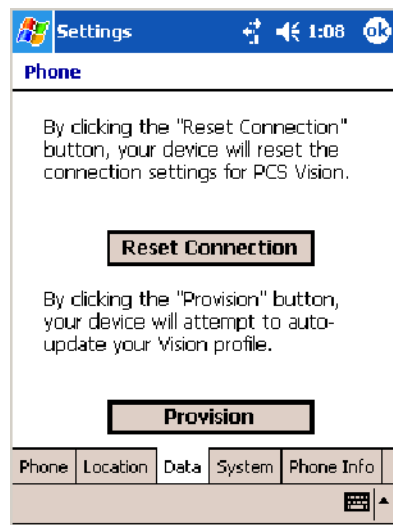 Settings 1:08 ok
Phone
By clicking the "Reset Connection"
button, your device will reset the
connection settings for PCS Vision.
Reset Connection
By clicking the "Provision" button,
your device will attempt to auto-
update your Vision profile.
Provision
Phone Location Data System Phone Info